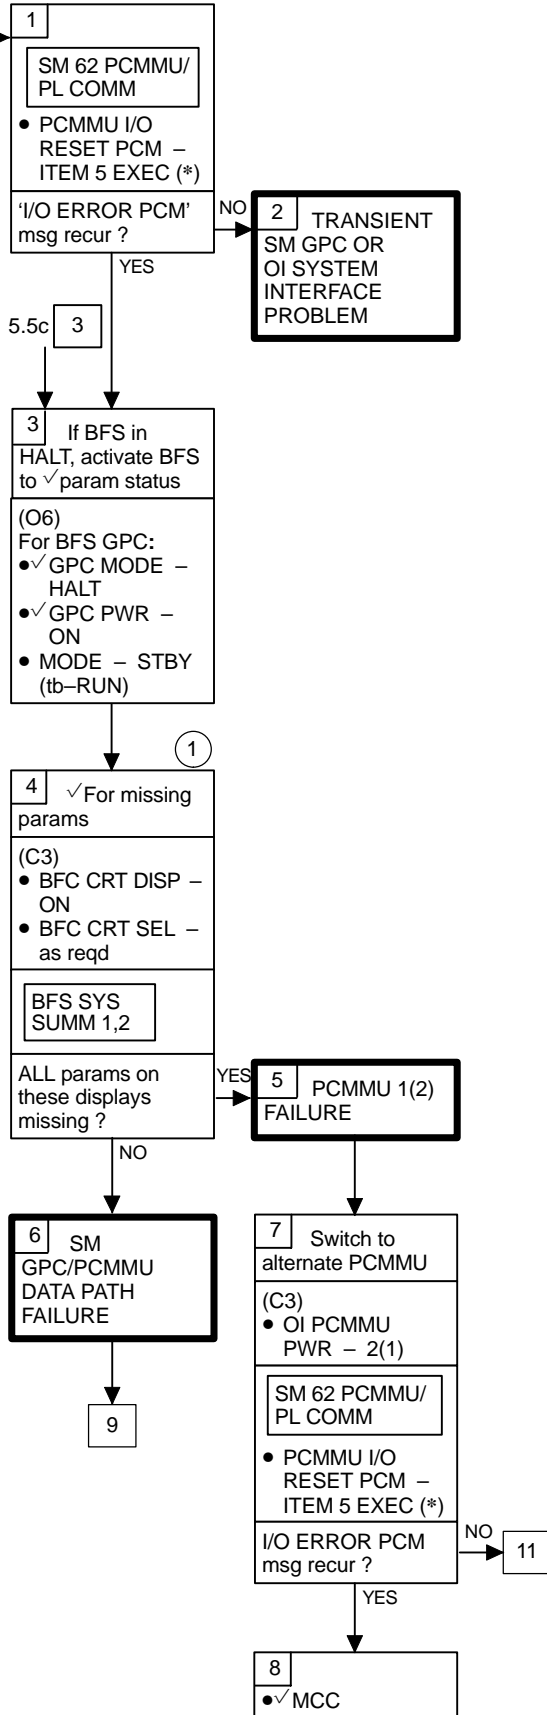 1
SM 62 PCMMU/
PL COMM
● PCMMU I/O
RESET PCM –
ITEM 5 EXEC (*)
‘I/O ERROR PCM’
msg recur ?
NO
YES
2 TRANSIENT
SM GPC OR
OI SYSTEM
INTERFACE
PROBLEM
5.5c 3
3 If BFS in
HALT, activate BFS
to √param status
(O6)
For BFS GPC:
●√GPC MODE –
HALT
●√GPC PWR –
ON
● MODE – STBY
(tb–RUN)
1
4 √For missing
params
(C3)
● BFC CRT DISP –
ON
● BFC CRT SEL –
as reqd
BFS SYS
SUMM 1,2
ALL params on
these displays
missing ?
YES
NO
5 PCMMU 1(2)
FAILURE
6 SM
GPC/PCMMU
DATA PATH
FAILURE
9
7 Switch to
alternate PCMMU
(C3)
● OI PCMMU
PWR – 2(1)
SM 62 PCMMU/
PL COMM
● PCMMU I/O
RESET PCM –
ITEM 5 EXEC (*)
I/O ERROR PCM
msg recur ?
NO
11
YES
8
●√MCC